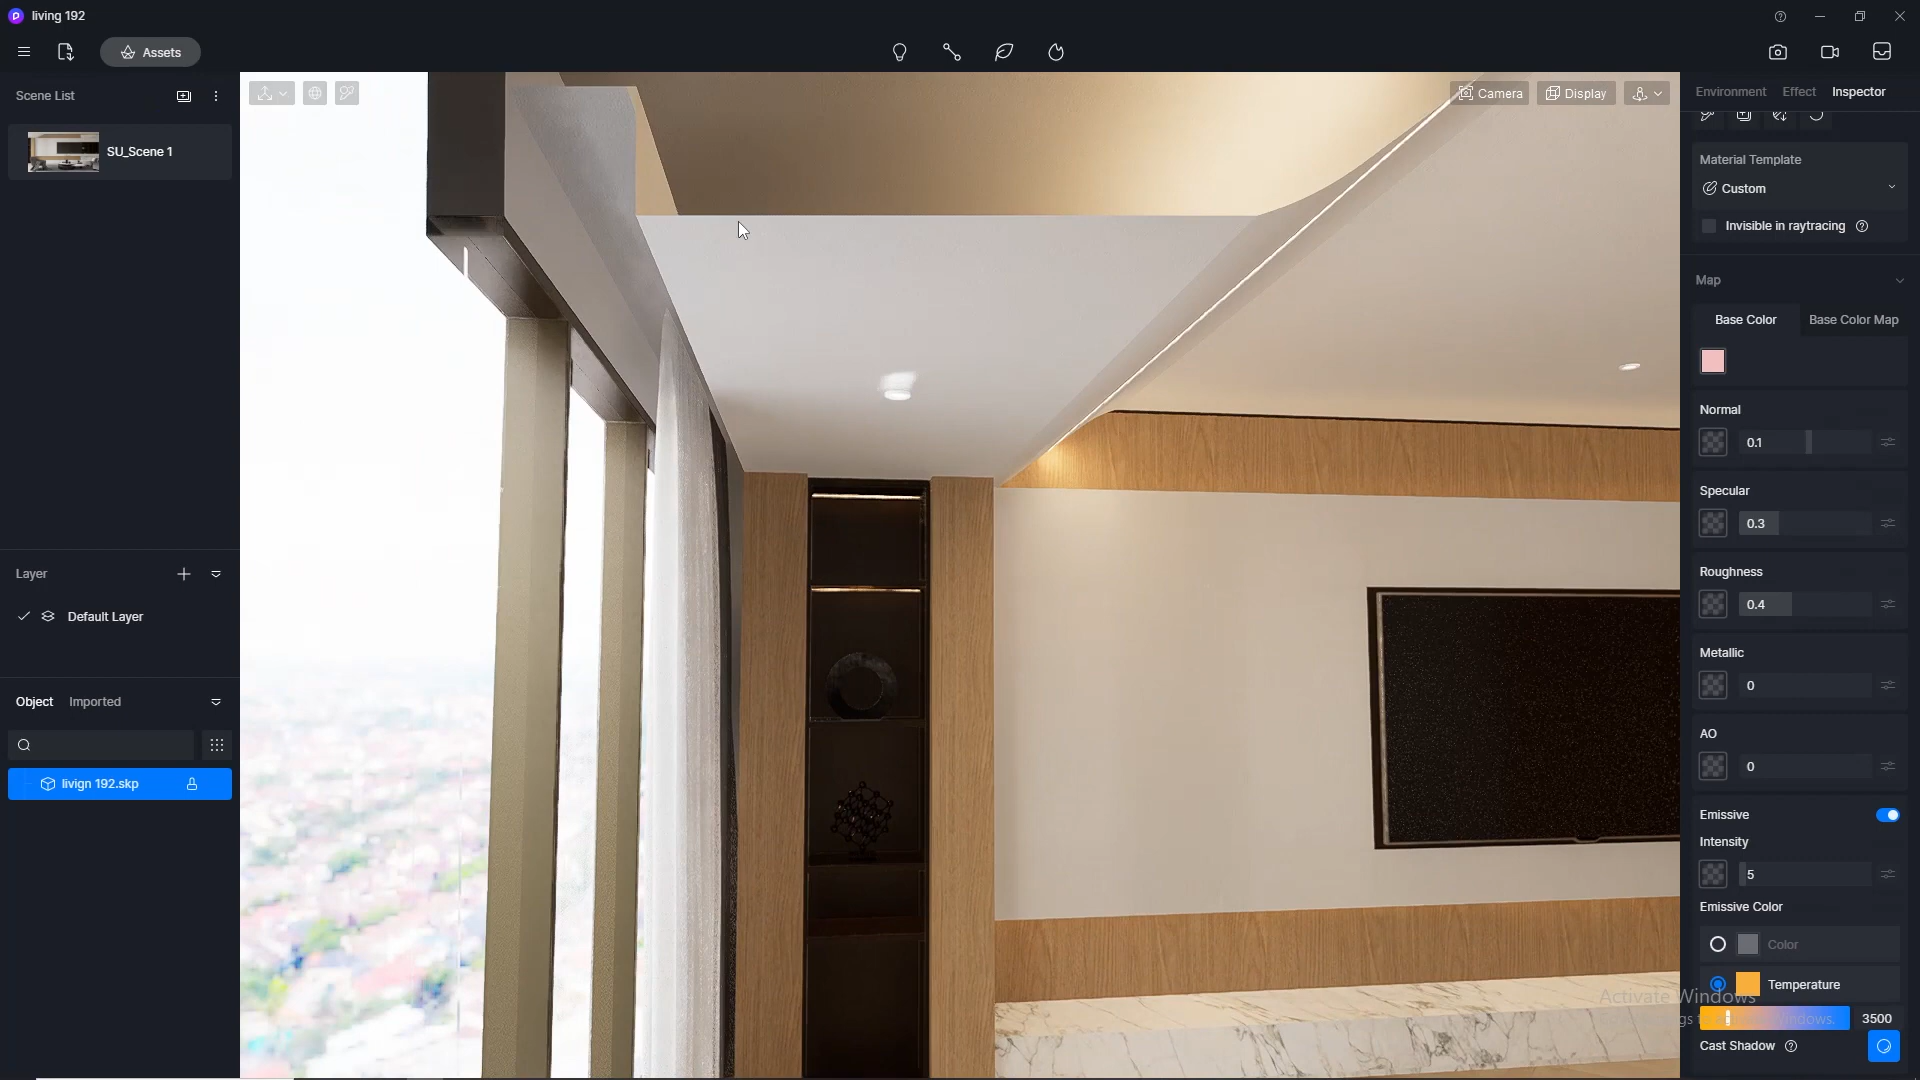 living 192
Assets
Scene List
SU_Scene 1
Layer
Default Layer
Object Imported
livign 192.skp
Camera
Display
Environment Effect Inspector
Material Template
Custom
Invisible in raytracing
Map
Base Color Base Color Map
Normal
0.1
Specular
0.3
Roughness
0.4
Metallic
0
AO
0
Emissive
Intensity
5
Emissive Color
Color
Temperature
Activate Windows
3500
Cast Shadow